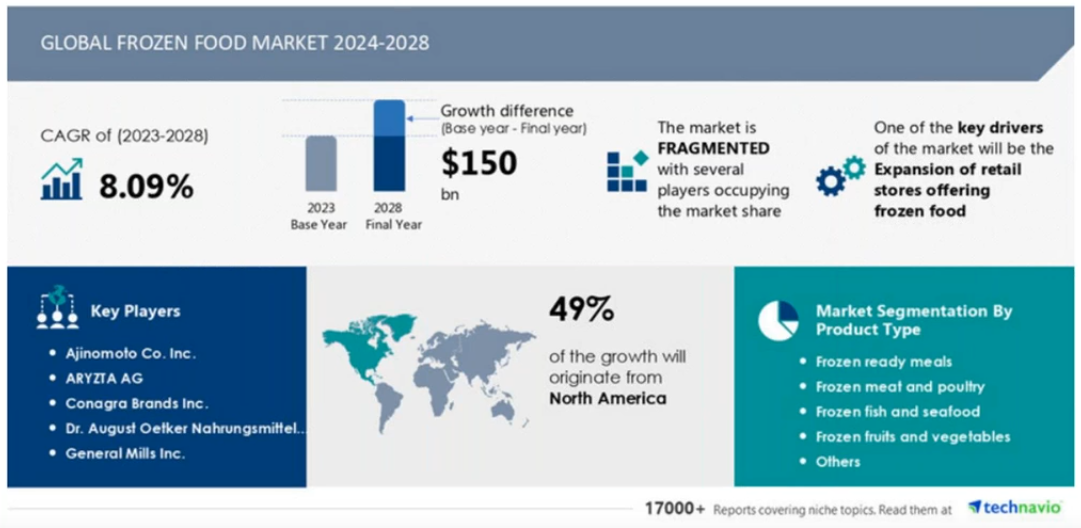 GLOBAL FROZEN FOOD MARKET 2024-2028
CAGR of (2023-2028)
8.09%
2023
Base Year
2028
Final Year
Growth difference
(Base year - Final year)
$150
bn
The market is
FRAGMENTED
with several
players occupying
the market share
One of the key drivers
of the market will be the
Expansion of retail
stores offering
frozen food
Key Players
• Ajinomoto Co. Inc.
• ARYZTA AG
• Conagra Brands Inc.
• Dr. August Oetker Nahrungsmittel...
• General Mills Inc.
49%
of the growth will
originate from
North America
Market Segmentation By
Product Type
• Frozen ready meals
• Frozen meat and poultry
• Frozen fish and seafood
• Frozen fruits and vegetables
• Others
17000+ Reports covering niche topics. Read them at technavio